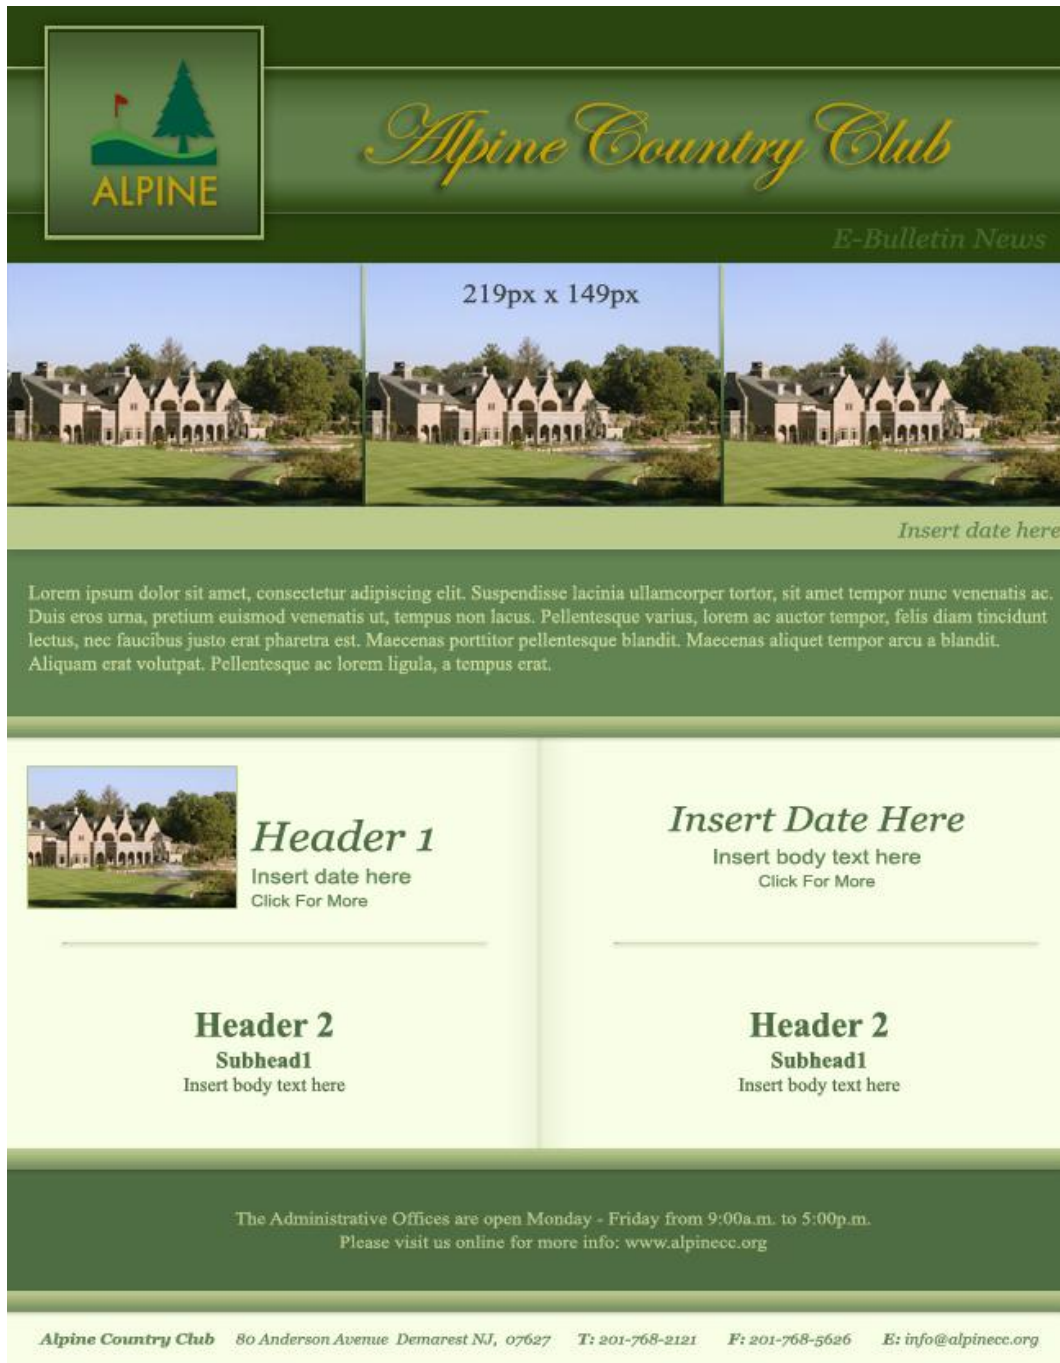 ALPINE
Alpine Country Club
E-Bulletin News
219px x 149px
Insert date here
Lorem ipsum dolor sit amet, consectetur adipiscing elit. Suspendisse lacinia ullamcorper tortor, sit amet tempor nunc venenatis ac.
Duis eros urna, pretium euismod venenatis ut, tempus non lacus. Pellentesque varius, lorem ac auctor tempor, felis diam tincidunt
lectus, nec faucibus justo erat pharetra est. Maecenas porttitor pellentesque blandit. Maecenas aliquet tempor arcu a blandit.
Aliquam erat volutpat. Pellentesque ac lorem ligula, a tempus erat.
Header 1
Insert date here
Click For More
Insert Date Here
Insert body text here
Click For More
Header 2
Subhead1
Insert body text here
Header 2
Subhead1
Insert body text here
The Administrative Offices are open Monday - Friday from 9:00a.m. to 5:00p.m.
Please visit us online for more info: www.alpinecc.org
Alpine Country Club 80 Anderson Avenue Demarest NJ, 07627 T: 201-768-2121 F: 201-768-5626 E: info@alpinecc.org